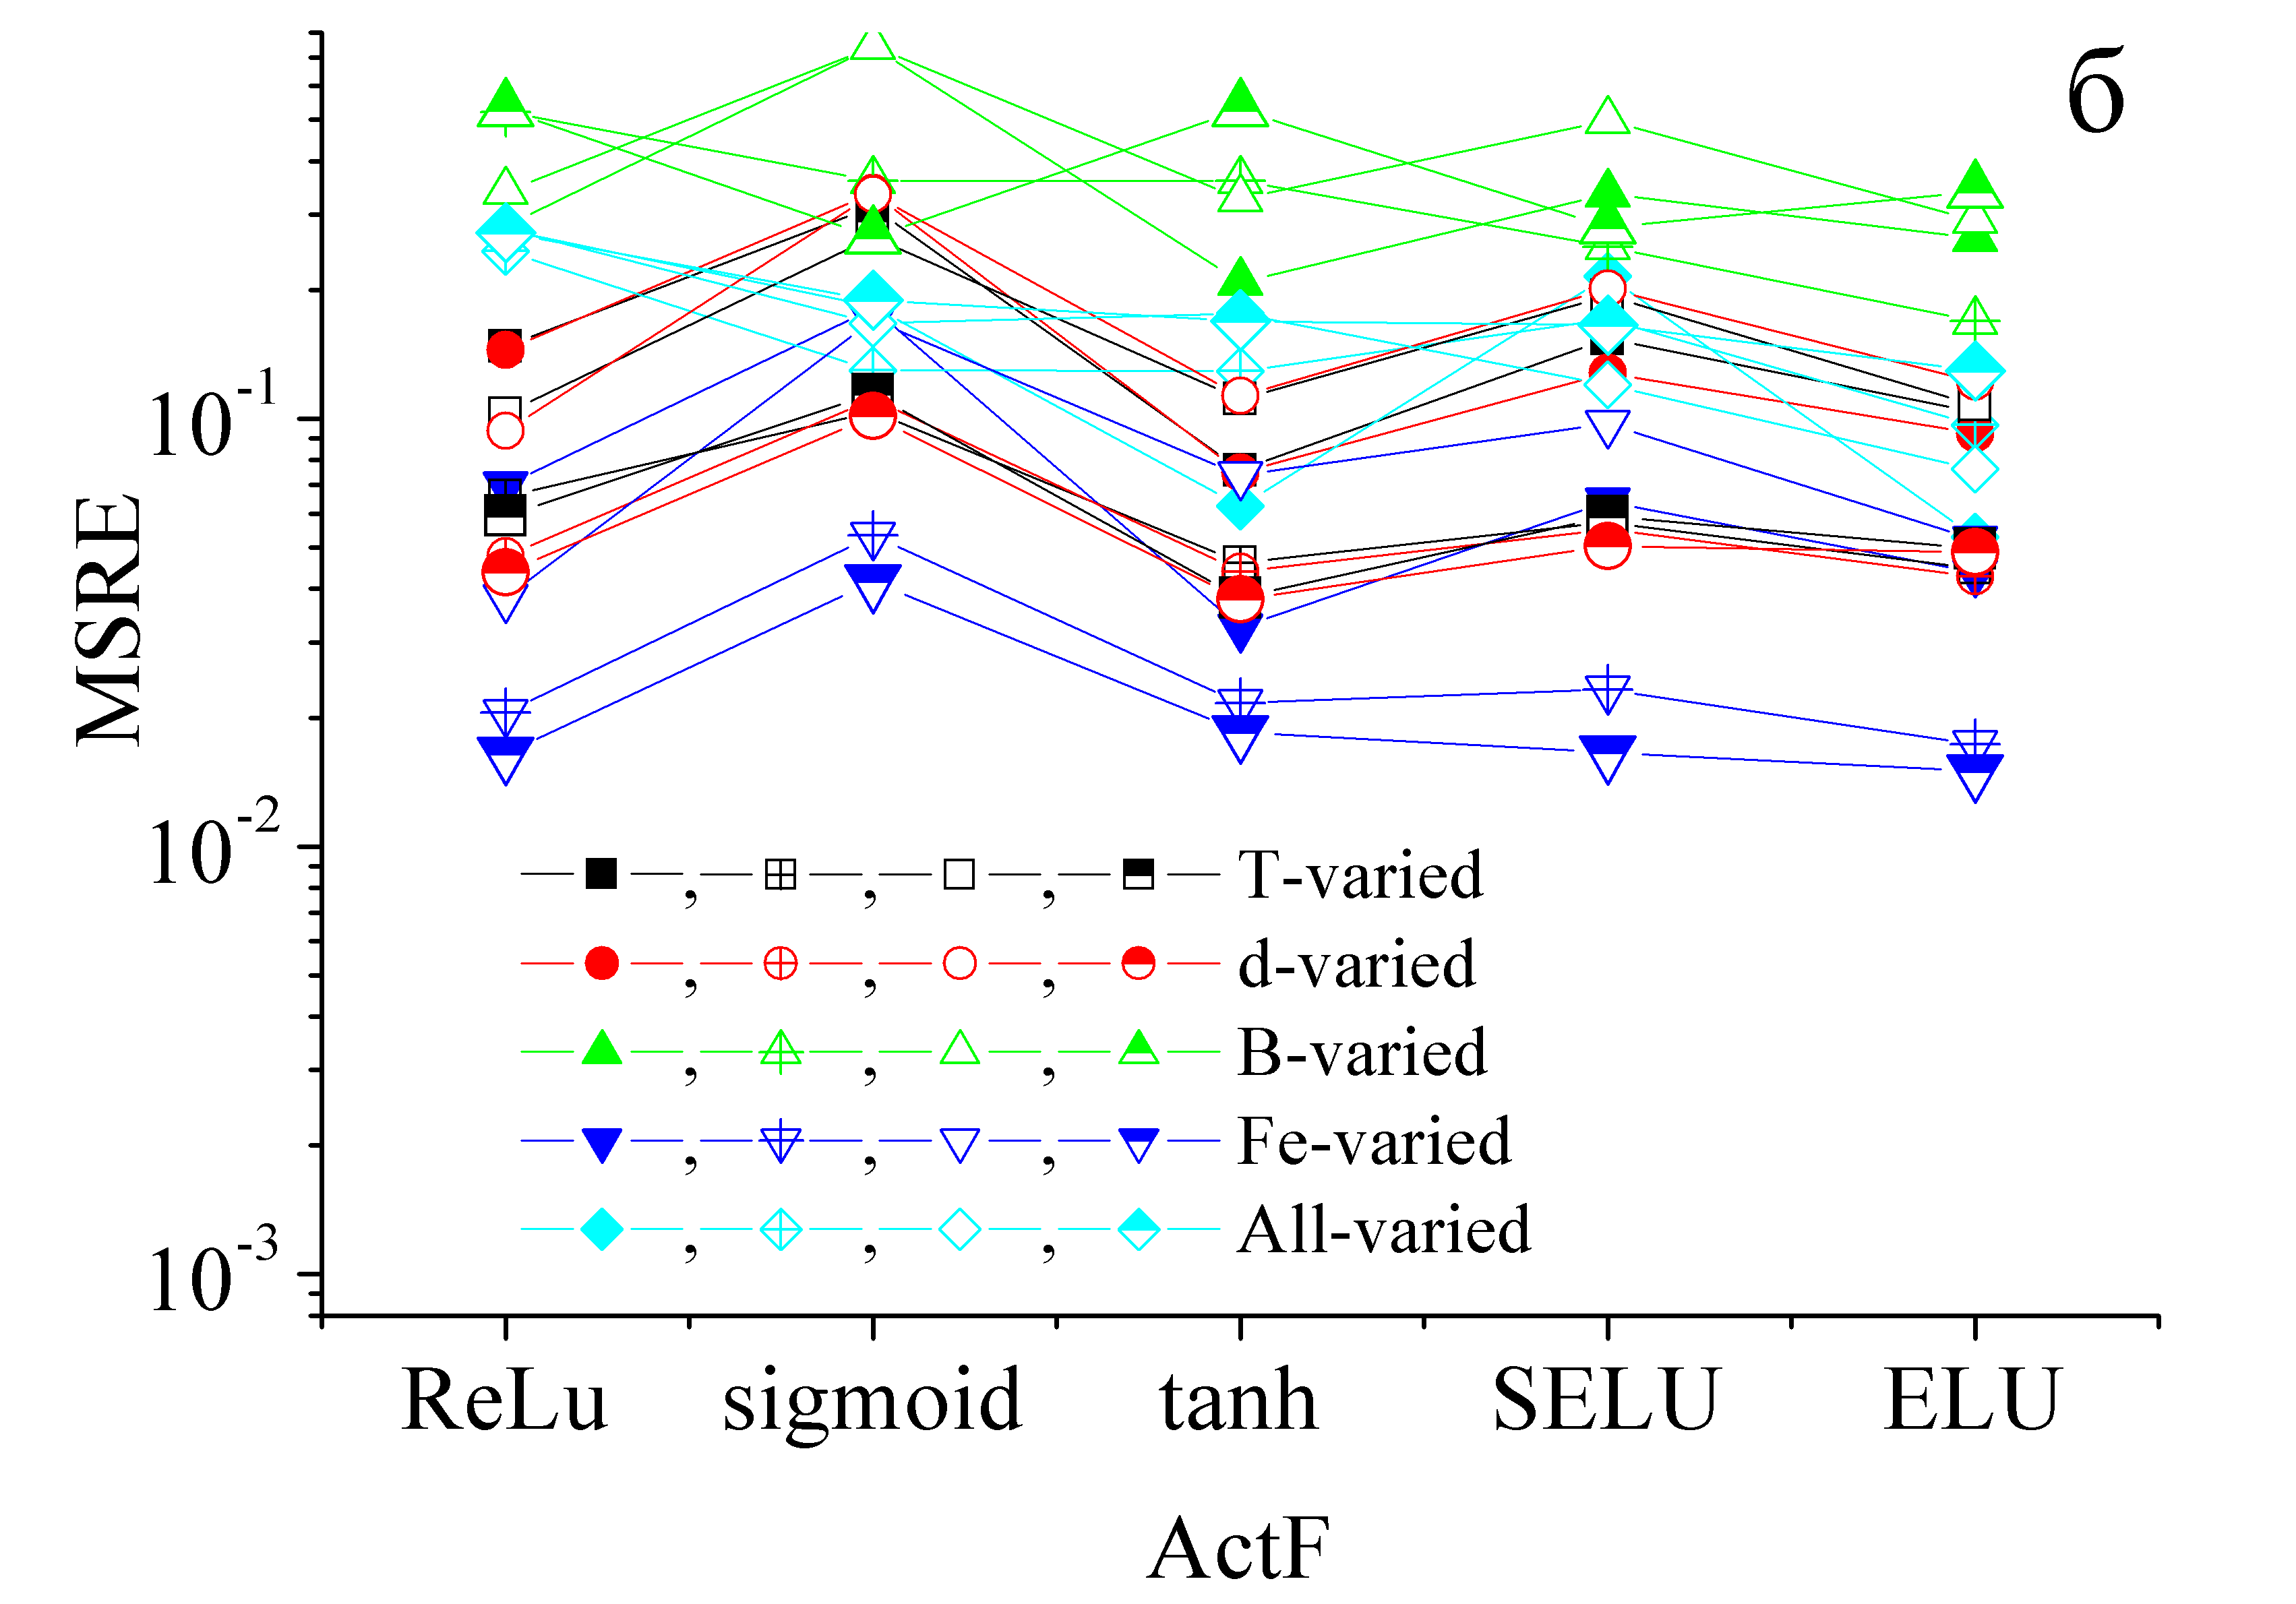 б
MSRE
10-1
10-2
10-3
, , , T-varied
, , , d-varied
, , , B-varied
, , , Fe-varied
, , , All-varied
ReLu sigmoid tanh SELU ELU
ActF